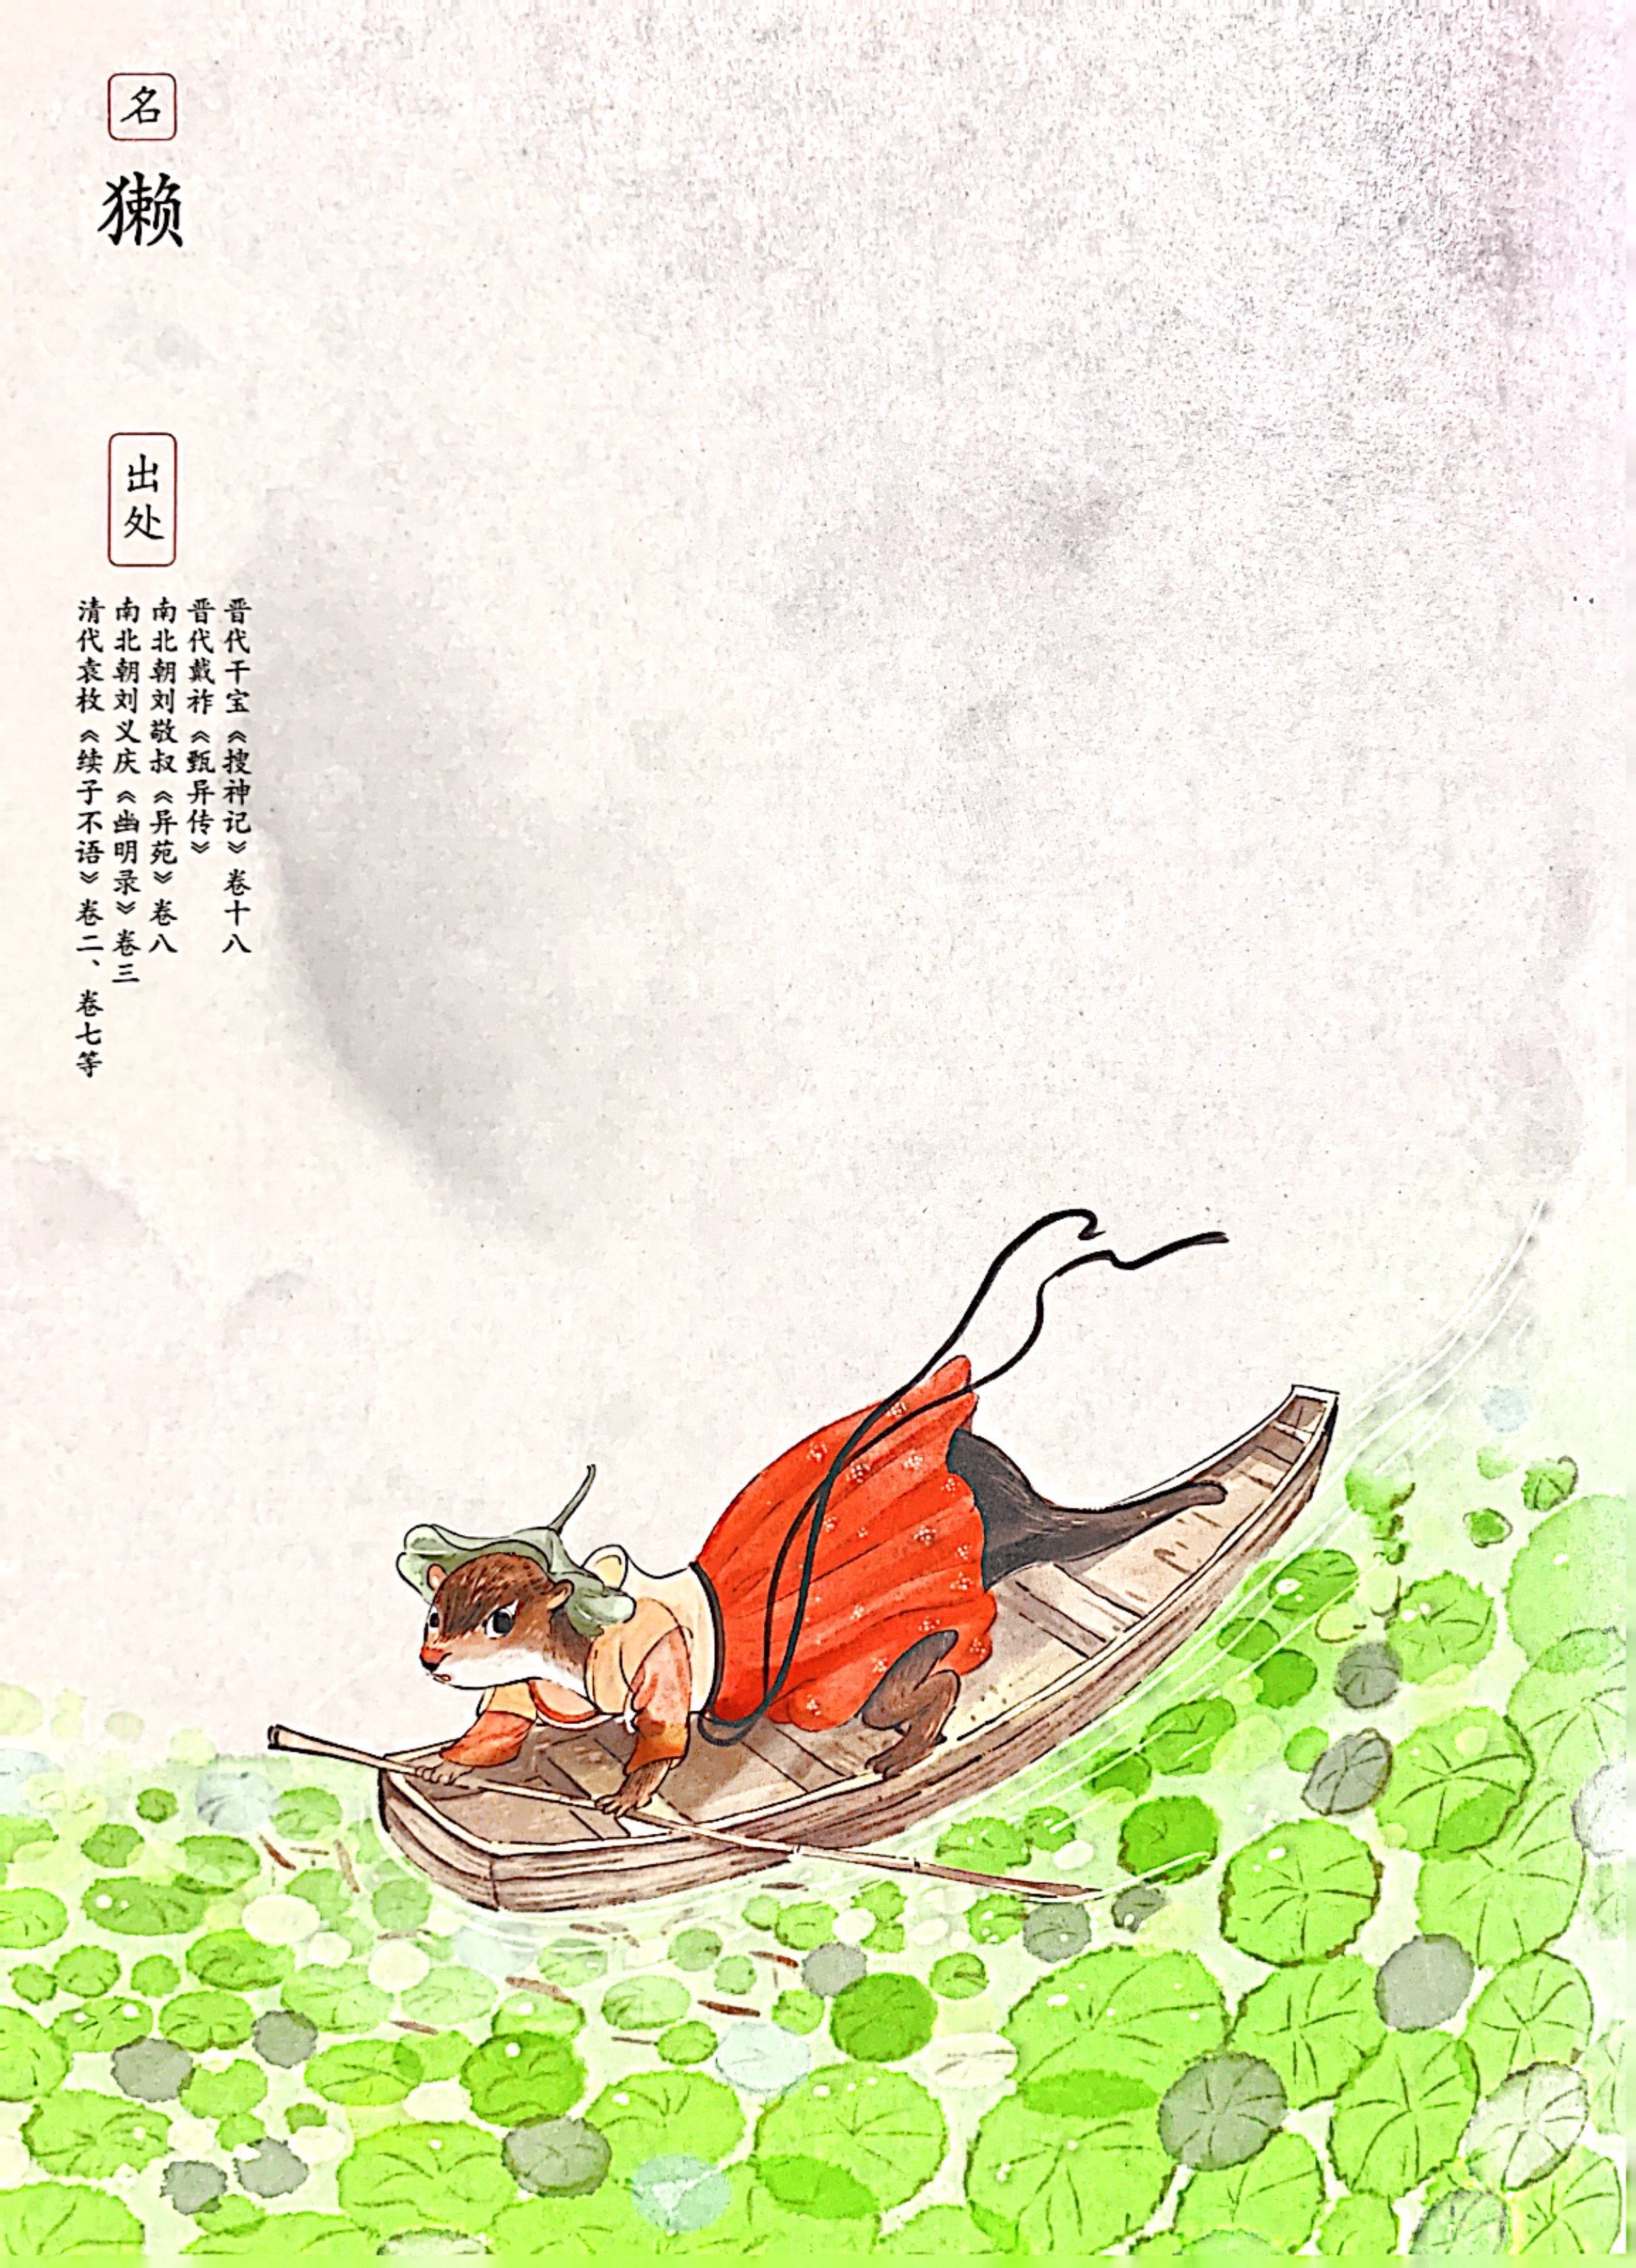 名
獭
出处
晋代干宝《搜神记》卷十八
晋代戴祚《甄异传》
南北朝刘敬叔《异苑》卷八
南北朝刘义庆《幽明录》卷三
清代袁枚《续子不语》卷二、卷七等